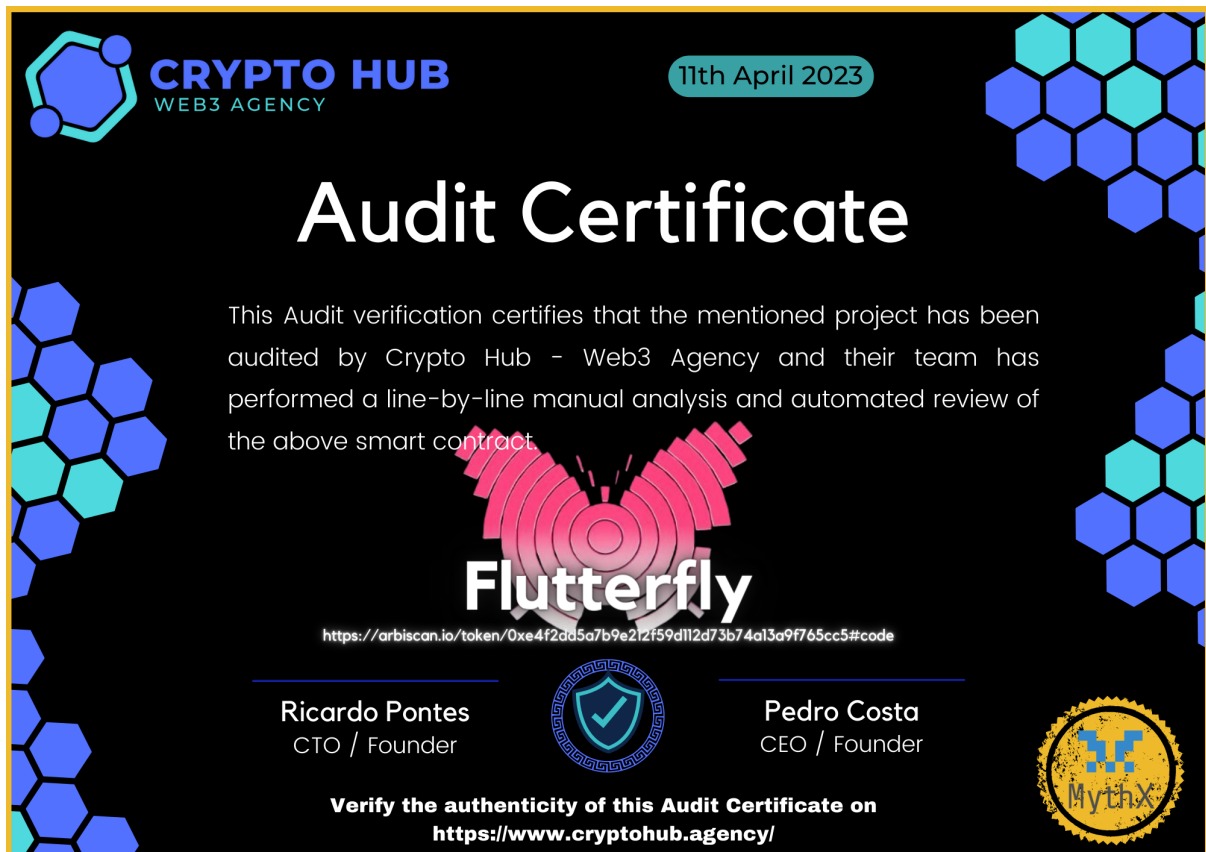 CRYPTO HUB
WEB3 AGENCY
11th April 2023
Audit Certificate
This Audit verification certifies that the mentioned project has been
audited by Crypto Hub - Web3 Agency and their team has
performed a line-by-line manual analysis and automated review of
the above smart contract.
Flutterfly
https://arbiscan.io/token/0xe4f2dd5a7b9e212f59d112d73b74a13a9f765cc5#code
Ricardo Pontes
CTO / Founder
Pedro Costa
CEO / Founder
MythX
Verify the authenticity of this Audit Certificate on
https://www.cryptohub.agency/